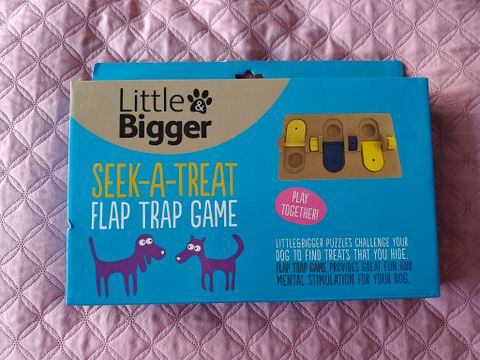 Little &
Bigger
SEEK-A-TREAT
FLAP TRAP GAME
PLAY
TOGETHER!
LITTLE&BIGGER PUZZLES CHALLENGE YOUR
DOG TO FIND TREATS THAT YOU HIDE.
FLAP TRAP GAME PROVIDES GREAT FUN AND
MENTAL STIMULATION FOR YOUR DOG.